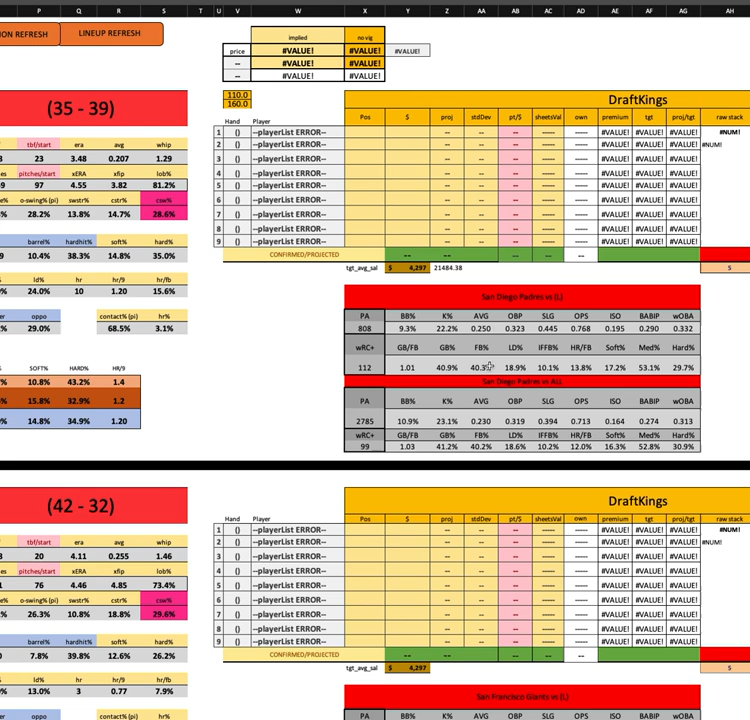 P Q R S T U V W X Y Z AA AB AC AD AE AF AG AH
ION REFRESH LINEUP REFRESH
implied no vig
price #VALUE! #VALUE! #VALUE!
-- #VALUE! #VALUE!
-- #VALUE! #VALUE!
110.0
160.0
(35 - 39) DraftKings
Hand Player Pos $ proj stdDev pt/$ sheetsVal own premium tgt proj/tgt raw stack
1 () --playerList ERROR-- -- -- -- ----- ----- #VALUE! #VALUE! #VALUE! #NUM!
2 () --playerList ERROR-- -- -- -- ----- ----- #VALUE! #VALUE! #VALUE! #NUM!
3 () --playerList ERROR-- -- -- -- ----- ----- #VALUE! #VALUE! #VALUE!
4 () --playerList ERROR-- -- -- -- ----- ----- #VALUE! #VALUE! #VALUE!
5 () --playerList ERROR-- -- -- -- ----- ----- #VALUE! #VALUE! #VALUE!
6 () --playerList ERROR-- -- -- -- ----- ----- #VALUE! #VALUE! #VALUE!
7 () --playerList ERROR-- -- -- -- ----- ----- #VALUE! #VALUE! #VALUE!
8 () --playerList ERROR-- -- -- -- ----- ----- #VALUE! #VALUE! #VALUE!
9 () --playerList ERROR-- -- -- -- ----- ----- #VALUE! #VALUE! #VALUE!
CONFIRMED/PROJECTED -- -- -- -- --
tgt_avg_sal $ 4,297 21484.38 5
tbf/start era avg whip
23 3.48 0.207 1.29
pitches/start xERA xfip lob%
97 4.55 3.82 81.2%
o-swing% (pi) swstr% cstr% csw%
28.2% 13.8% 14.7% 28.6%
barrel% hardhit% soft% hard%
10.4% 38.3% 14.8% 35.0%
ld% hr hr/9 hr/fb
24.0% 10 1.20 15.6%
oppo contact% (pi) hr%
29.0% 68.5% 3.1%
SOFT% HARD% HR/9
10.8% 43.2% 1.4
15.8% 32.9% 1.2
14.8% 34.9% 1.20
San Diego Padres vs (L)
PA BB% K% AVG OBP SLG OPS ISO BABIP wOBA
808 9.3% 22.2% 0.250 0.323 0.445 0.768 0.195 0.290 0.332
wRC+ GB/FB GB% FB% LD% IFFB% HR/FB Soft% Med% Hard%
112 1.01 40.9% 40.3% 18.9% 10.1% 13.8% 17.2% 53.1% 29.7%
San Diego Padres vs ALL
PA BB% K% AVG OBP SLG OPS ISO BABIP wOBA
2785 10.9% 23.1% 0.230 0.319 0.394 0.713 0.164 0.274 0.313
wRC+ GB/FB GB% FB% LD% IFFB% HR/FB Soft% Med% Hard%
99 1.03 41.2% 40.2% 18.6% 10.2% 12.0% 16.3% 52.8% 30.9%
(42 - 32) DraftKings
Hand Player Pos $ proj stdDev pt/$ sheetsVal own premium tgt proj/tgt raw stack
1 () --playerList ERROR-- -- -- -- ----- ----- #VALUE! #VALUE! #VALUE! #NUM!
2 () --playerList ERROR-- -- -- -- ----- ----- #VALUE! #VALUE! #VALUE! #NUM!
3 () --playerList ERROR-- -- -- -- ----- ----- #VALUE! #VALUE! #VALUE!
4 () --playerList ERROR-- -- -- -- ----- ----- #VALUE! #VALUE! #VALUE!
5 () --playerList ERROR-- -- -- -- ----- ----- #VALUE! #VALUE! #VALUE!
6 () --playerList ERROR-- -- -- -- ----- ----- #VALUE! #VALUE! #VALUE!
7 () --playerList ERROR-- -- -- -- ----- ----- #VALUE! #VALUE! #VALUE!
8 () --playerList ERROR-- -- -- -- ----- ----- #VALUE! #VALUE! #VALUE!
9 () --playerList ERROR-- -- -- -- ----- ----- #VALUE! #VALUE! #VALUE!
CONFIRMED/PROJECTED -- -- -- -- --
tgt_avg_sal $ 4,297 5
tbf/start era avg whip
20 4.11 0.255 1.46
pitches/start xERA xfip lob%
76 4.46 4.85 73.4%
o-swing% (pi) swstr% cstr% csw%
26.3% 10.8% 18.8% 29.6%
barrel% hardhit% soft% hard%
7.8% 39.8% 12.6% 26.2%
ld% hr hr/9 hr/fb
13.0% 3 0.77 7.9%
oppo contact% (pi) hr%
San Francisco Giants vs (L)
PA BB% K% AVG OBP SLG OPS ISO BABIP wOBA